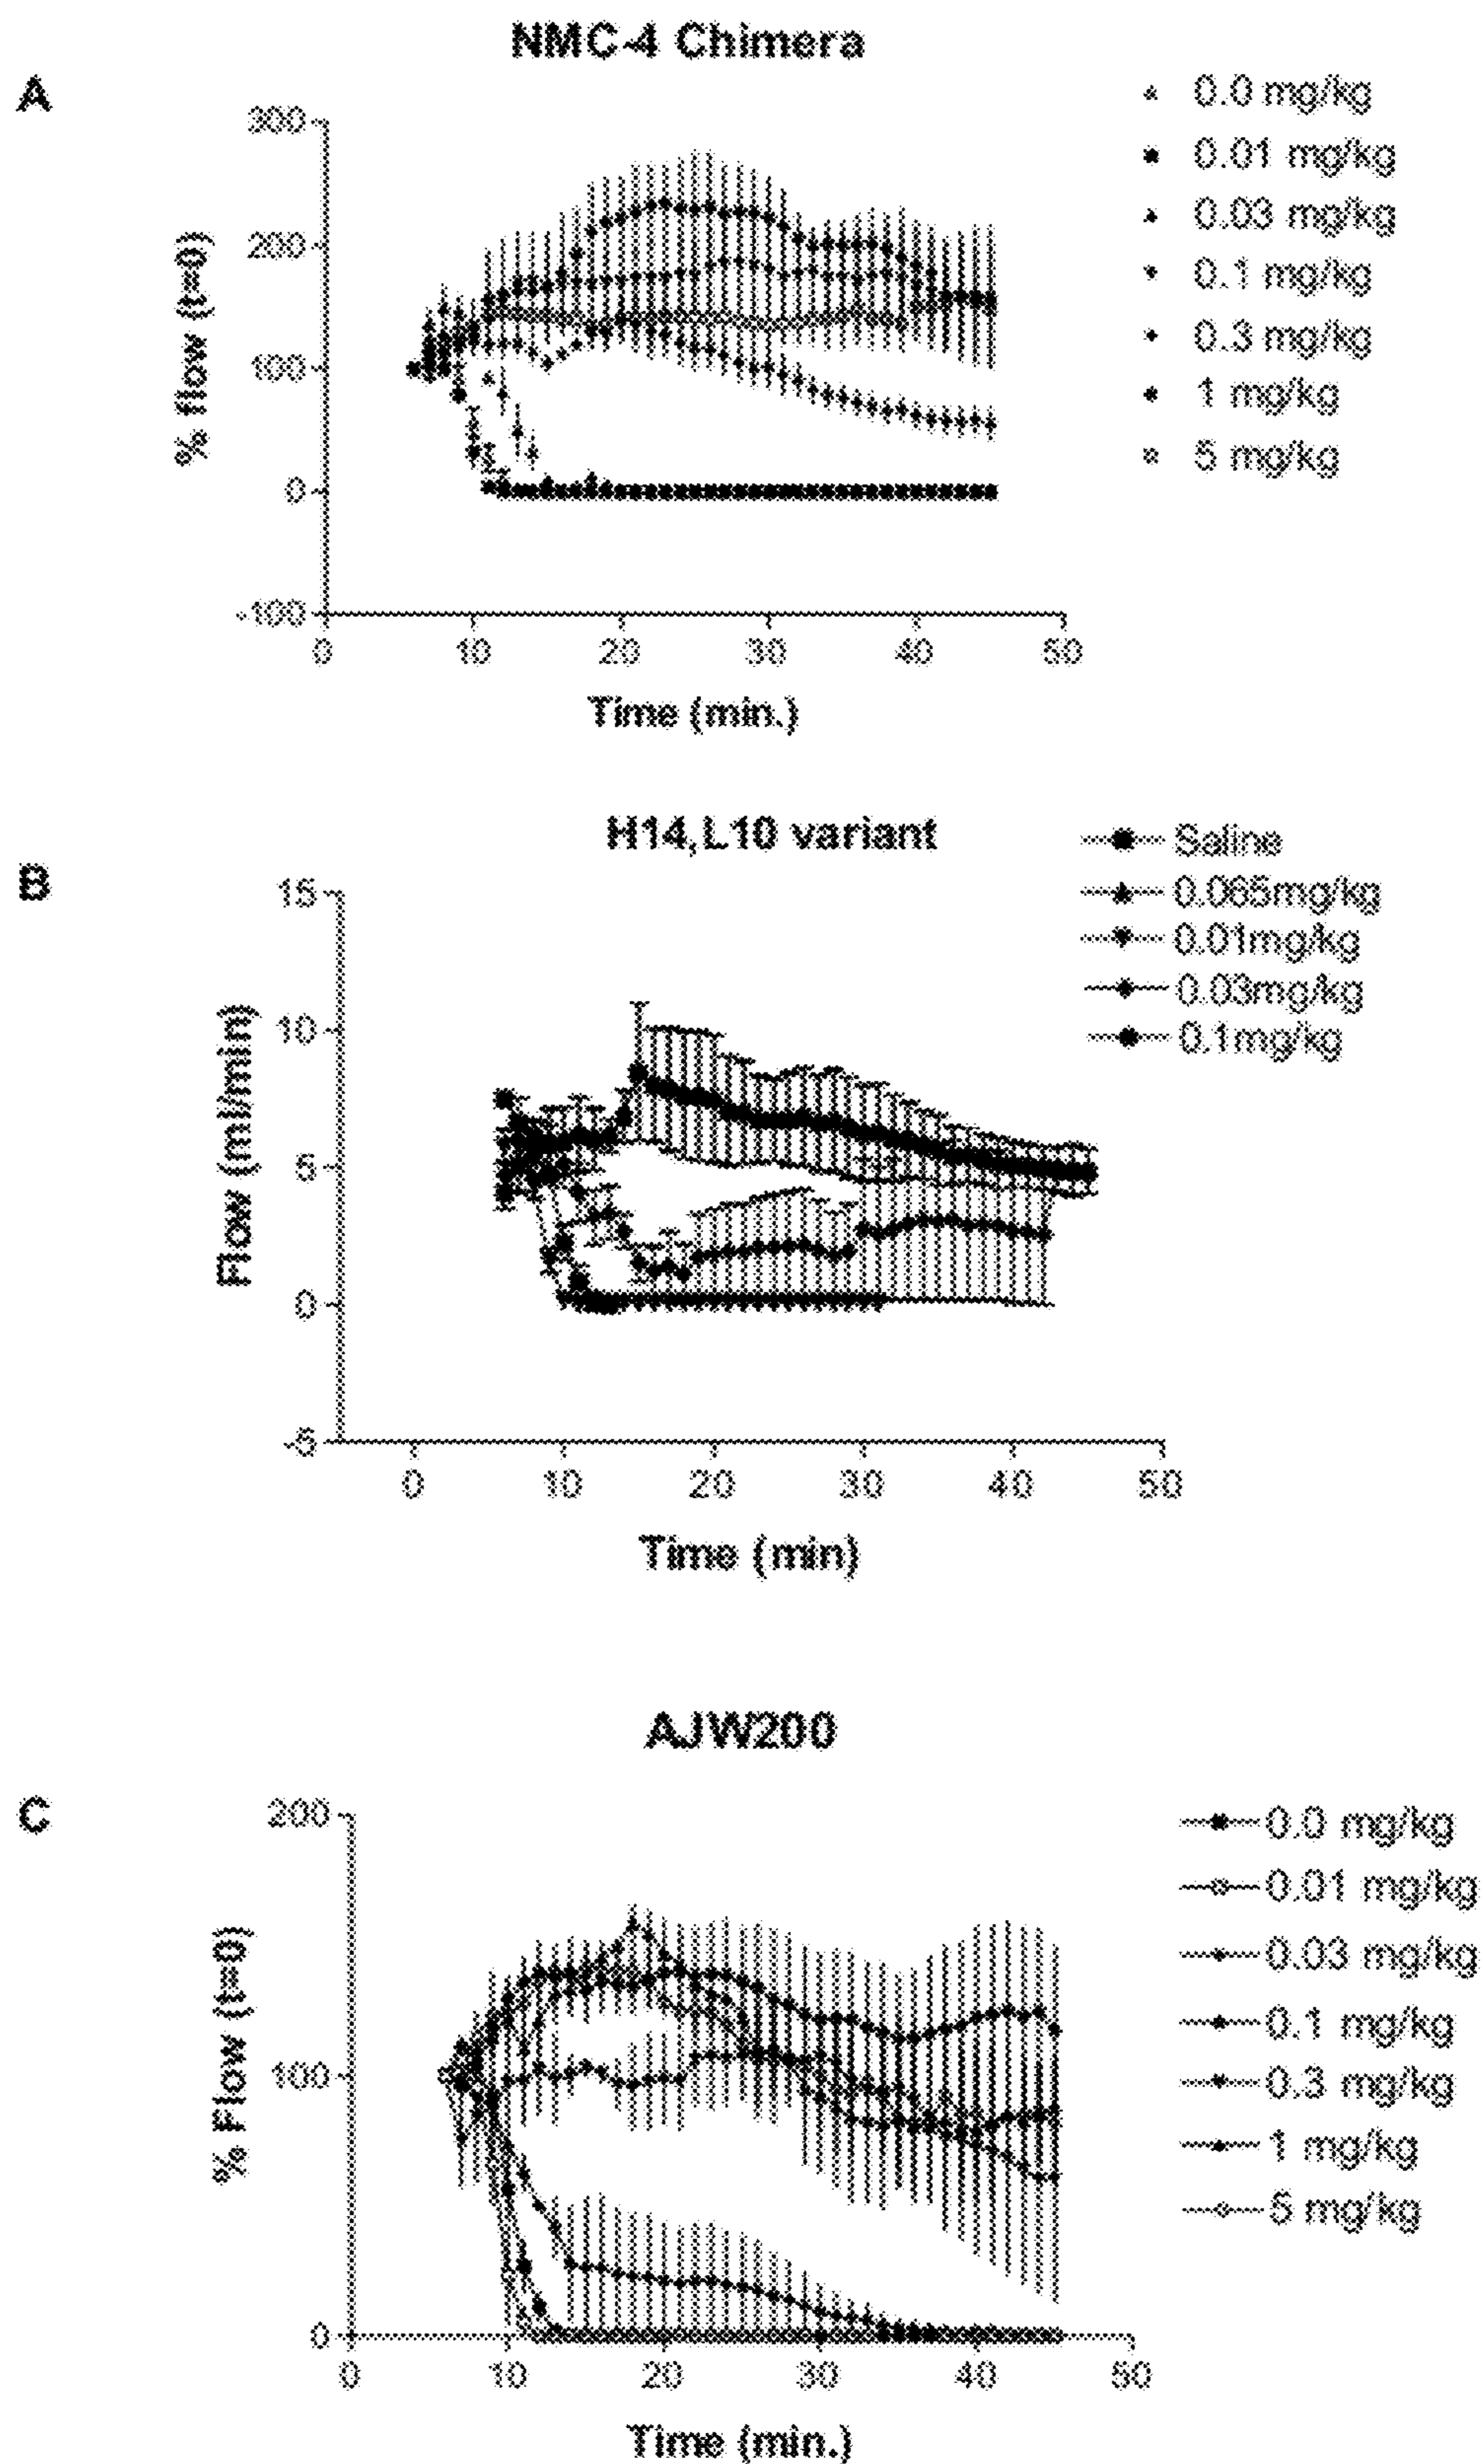 NMC-4 Chimera
A
300
200
100
0
-100
% flow (t=0)
0 10 20 30 40 50
Time (min.)
0.0 mg/kg
0.01 mg/kg
0.03 mg/kg
0.1 mg/kg
0.3 mg/kg
1 mg/kg
5 mg/kg
H14,L10 variant
B
15
10
5
0
-5
Flow (ml/min)
0 10 20 30 40 50
Time (min)
Saline
0.065mg/kg
0.01mg/kg
0.03mg/kg
0.1mg/kg
AJW200
C
200
100
0
% Flow (t=0)
0 10 20 30 40 50
Time (min.)
0.0 mg/kg
0.01 mg/kg
0.03 mg/kg
0.1 mg/kg
0.3 mg/kg
1 mg/kg
5 mg/kg